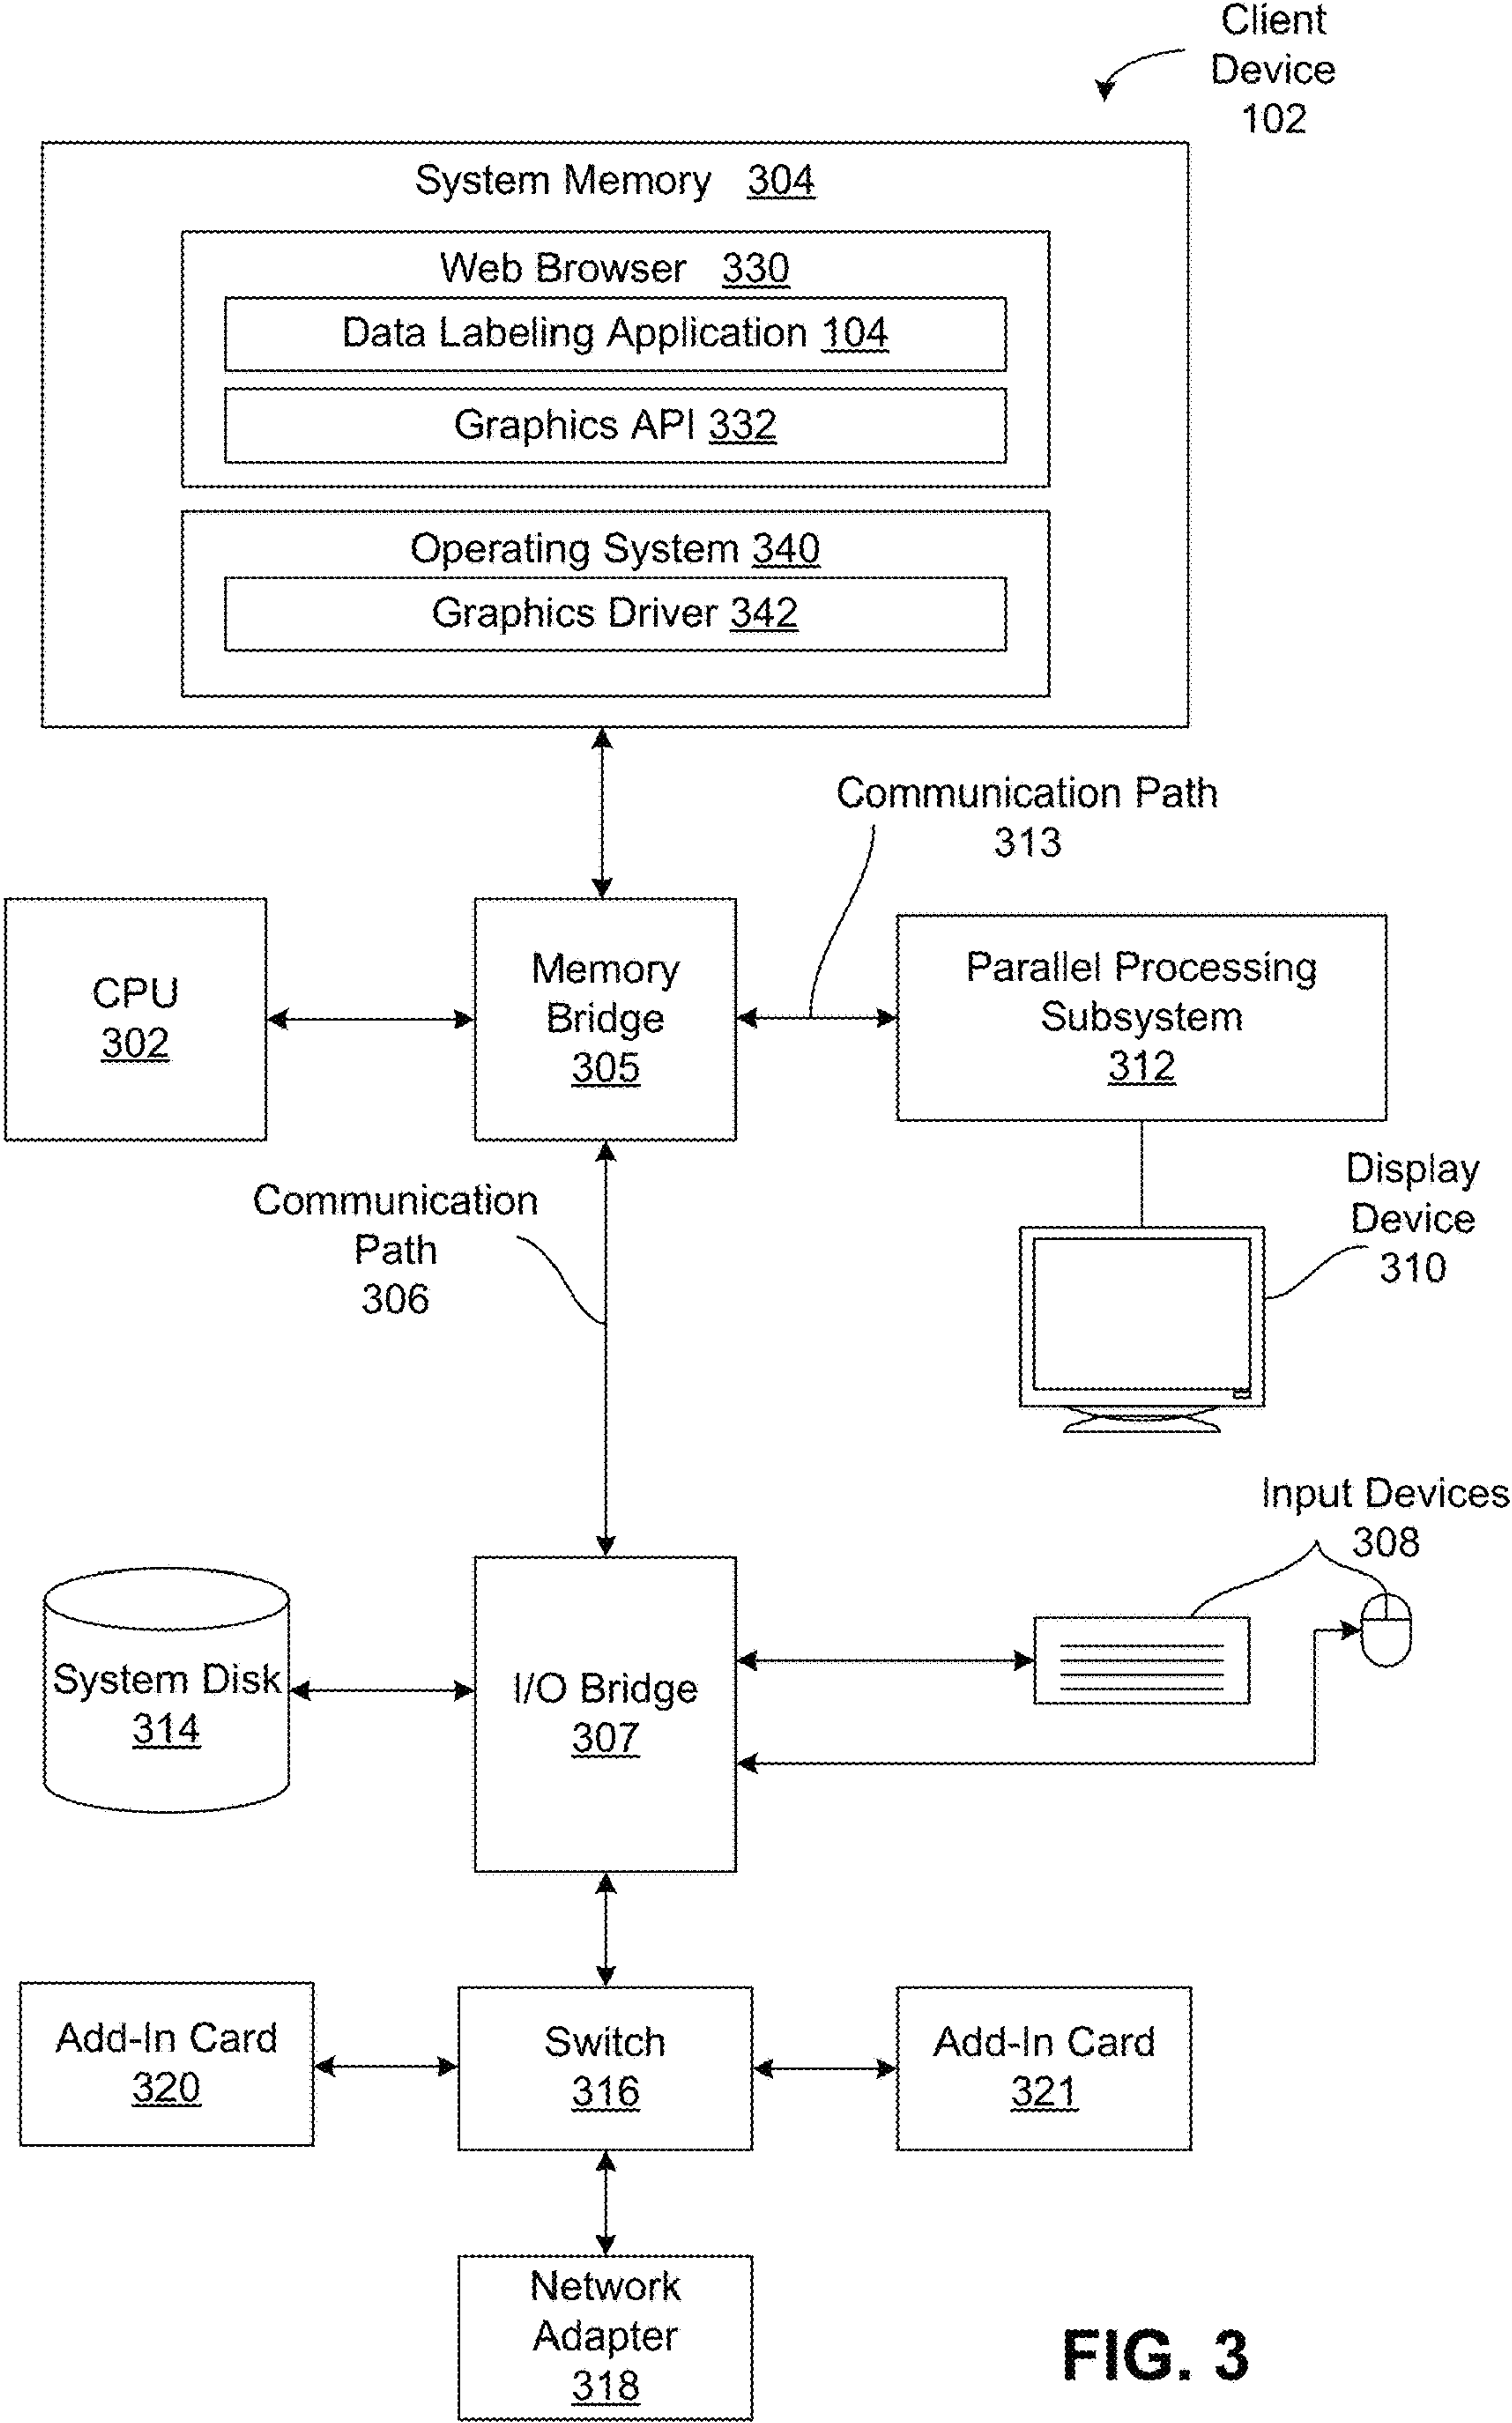 Client
Device
102
System Memory 304
Web Browser 330
Data Labeling Application 104
Graphics API 332
Operating System 340
Graphics Driver 342
Communication Path
313
CPU
302
Memory
Bridge
305
Parallel Processing
Subsystem
312
Communication
Path
306
Display
Device
310
Input Devices
308
System Disk
314
I/O Bridge
307
Add-In Card
320
Switch
316
Add-In Card
321
Network
Adapter
318
FIG. 3